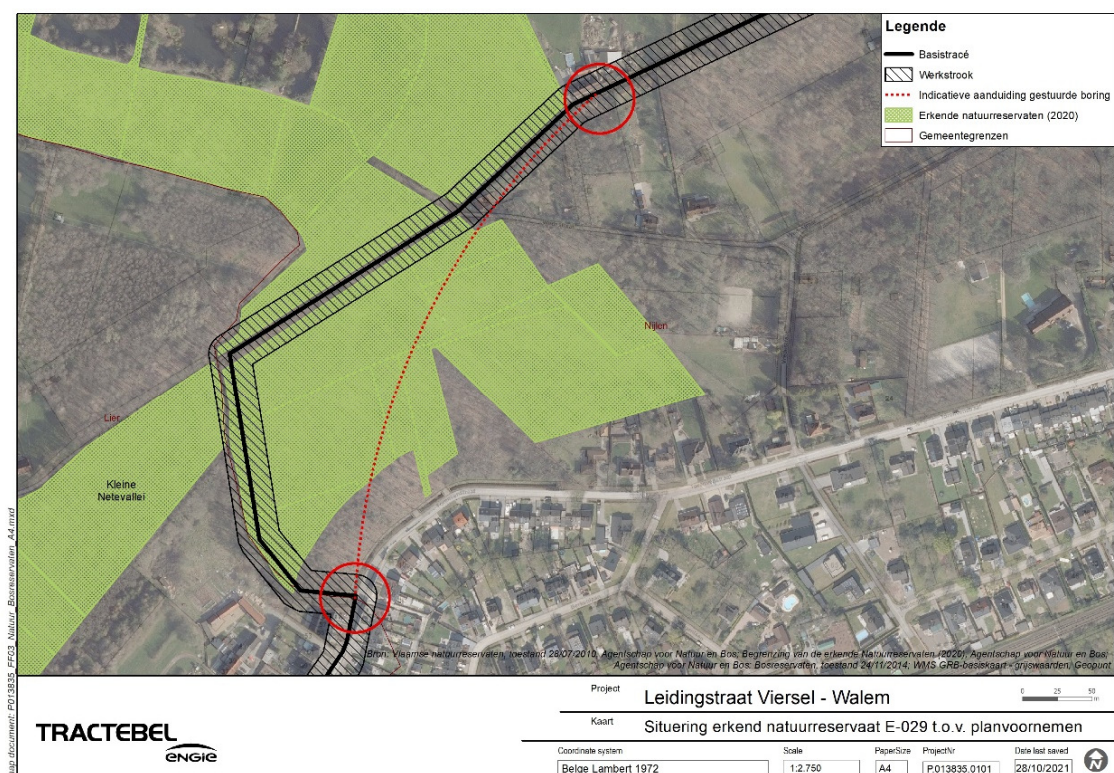 Legende
Basistracé
Werkstrook
Indicatieve aanduiding gestuurde boring
Erkende natuurreservaten (2020)
Gemeentegrenzen
Nijlen
Lier
Kleine
Netevallei
Bron: Vlaamse natuurreservaten, toestand 28/07/2010, Agentschap voor Natuur en Bos; Begrenzing van de erkende Natuurreservaten (2020), Agentschap voor Natuur en Bos;
Agentschap voor Natuur en Bos: Bosreservaten, toestand 24/11/2014; WMS GRB-basiskaart - grijswaarden, Geopunt
map document: P013835_FF03_Natuur_Bosreservaten_A4.mxd
TRACTEBEL
ENGIE
Project
Leidingstraat Viersel - Walem
0 25 50
m
Kaart
Situering erkend natuurreservaat E-029 t.o.v. planvoornemen
Coordinate system Scale PaperSize ProjectNr Date last saved
Belge Lambert 1972 1:2.750 A4 P.013835.0101 28/10/2021
N